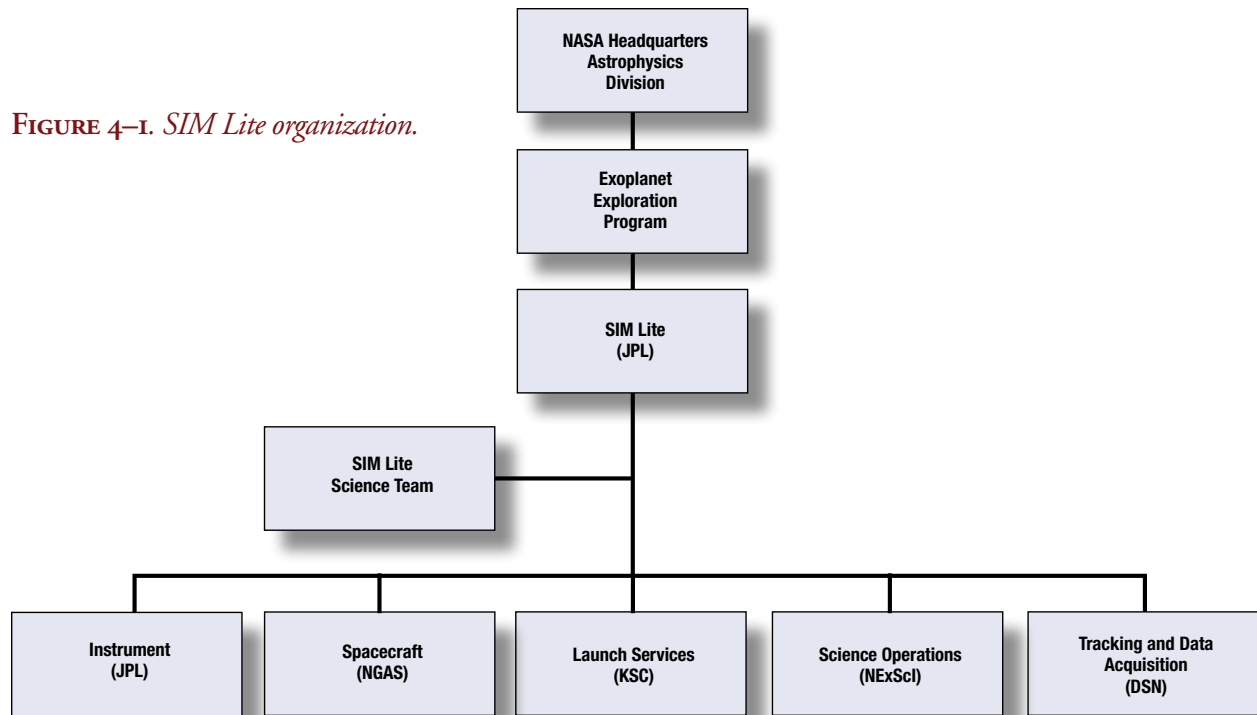 NASA Headquarters
Astrophysics
Division
FIGURE 4–1. SIM Lite organization.
Exoplanet
Exploration
Program
SIM Lite
(JPL)
SIM Lite
Science Team
Instrument
(JPL)
Spacecraft
(NGAS)
Launch Services
(KSC)
Science Operations
(NExScI)
Tracking and Data
Acquisition
(DSN)